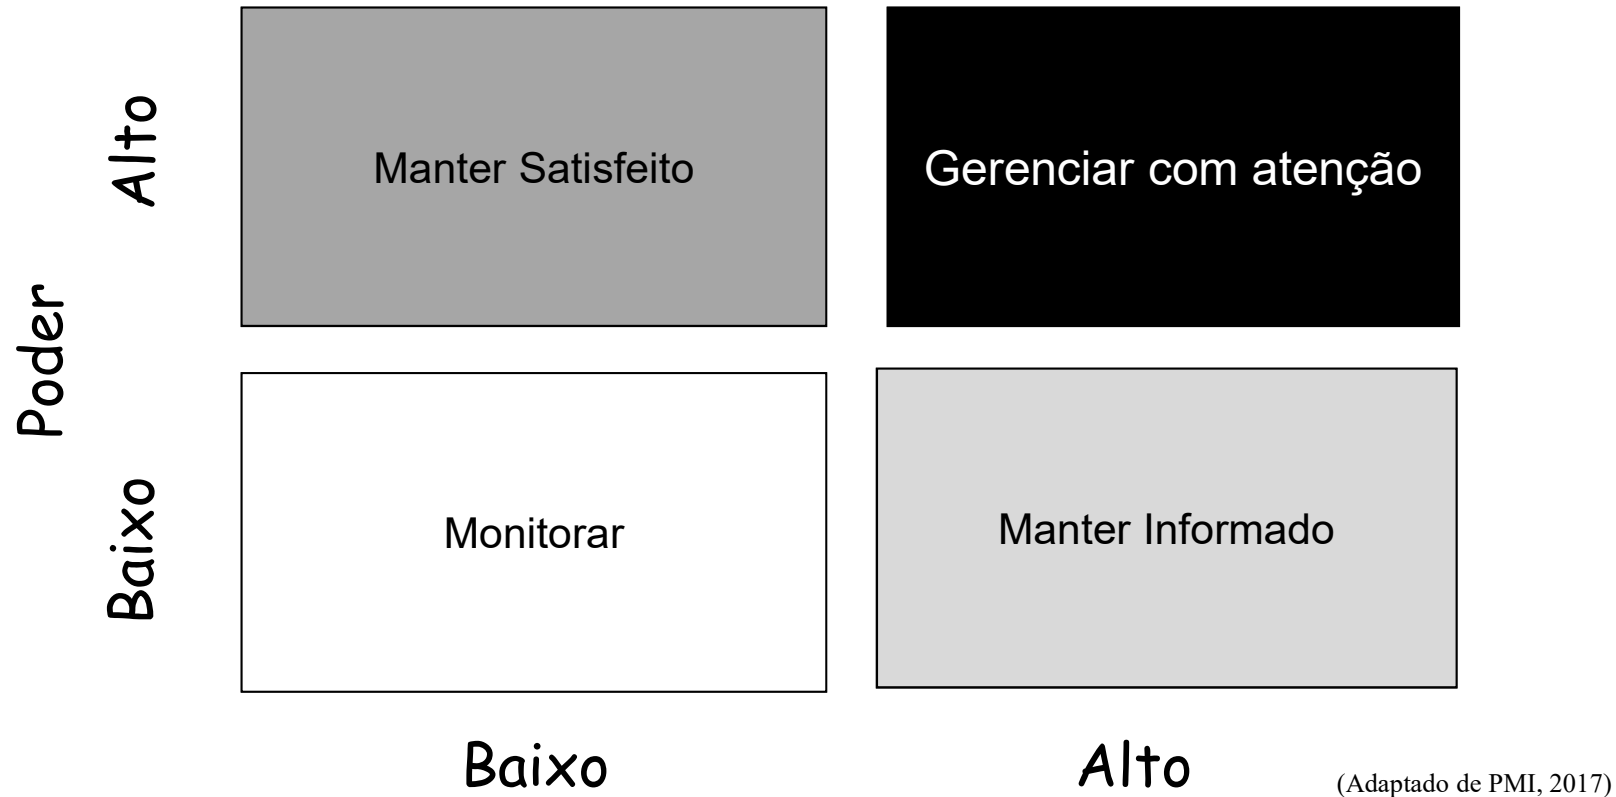 Alto
Manter Satisfeito
Gerenciar com atenção
Poder
Baixo
Monitorar
Manter Informado
Baixo
Alto
(Adaptado de PMI, 2017)